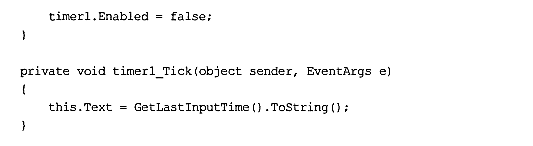 timer1.Enabled = false;
}
private void timer1_Tick(object sender, EventArgs e)
{
this.Text = GetLastInputTime().ToString();
}